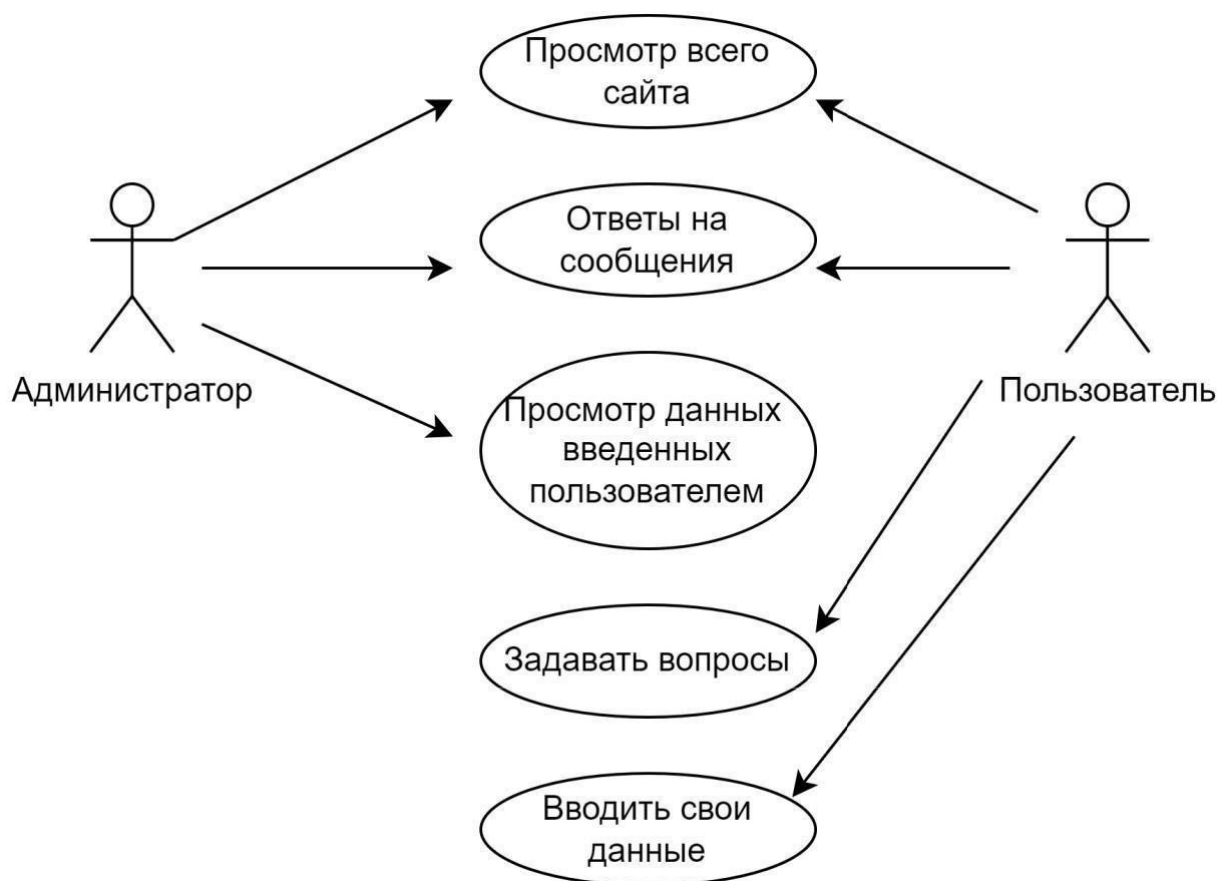 Просмотр всего
сайта
Ответы на
сообщения
Администратор
Пользователь
Просмотр данных
введенных
пользователем
Задавать вопросы
Вводить свои
данные